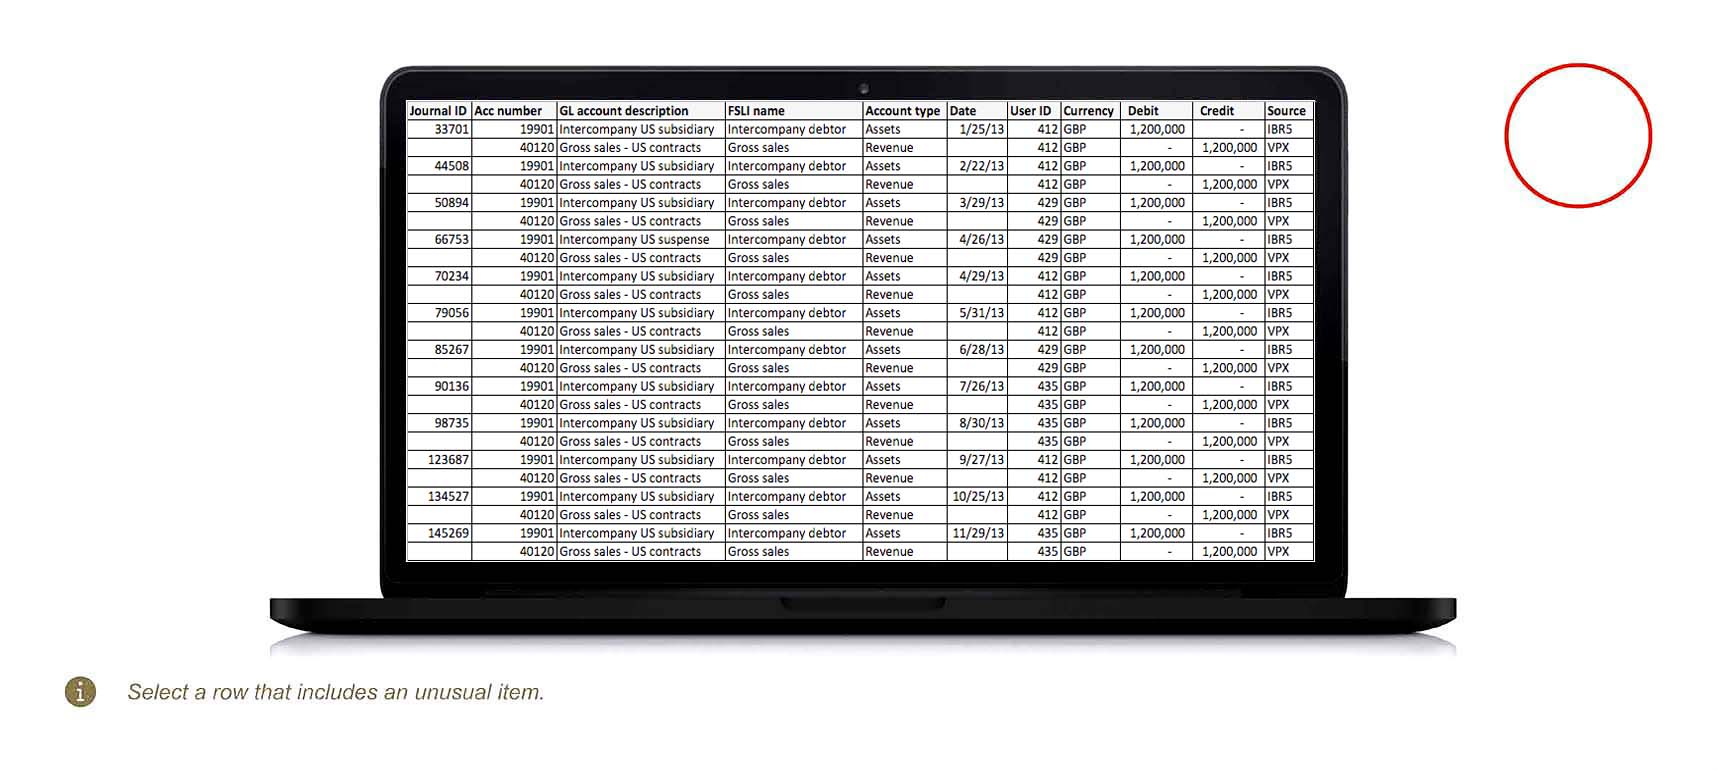 Journal ID Acc number GL account description FSLI name Account type Date User ID Currency Debit Credit Source
33701 19901 Intercompany US subsidiary Intercompany debtor Assets 1/25/13 412 GBP 1,200,000 - IBR5
40120 Gross sales - US contracts Gross sales Revenue 412 GBP - 1,200,000 VPX
44508 19901 Intercompany US subsidiary Intercompany debtor Assets 2/22/13 412 GBP 1,200,000 - IBR5
40120 Gross sales - US contracts Gross sales Revenue 412 GBP - 1,200,000 VPX
50894 19901 Intercompany US subsidiary Intercompany debtor Assets 3/29/13 429 GBP 1,200,000 - IBR5
40120 Gross sales - US contracts Gross sales Revenue 429 GBP - 1,200,000 VPX
66753 19901 Intercompany US suspense Intercompany debtor Assets 4/26/13 429 GBP 1,200,000 - IBR5
40120 Gross sales - US contracts Gross sales Revenue 429 GBP - 1,200,000 VPX
70234 19901 Intercompany US subsidiary Intercompany debtor Assets 4/29/13 412 GBP 1,200,000 - IBR5
40120 Gross sales - US contracts Gross sales Revenue 412 GBP - 1,200,000 VPX
79056 19901 Intercompany US subsidiary Intercompany debtor Assets 5/31/13 412 GBP 1,200,000 - IBR5
40120 Gross sales - US contracts Gross sales Revenue 412 GBP - 1,200,000 VPX
85267 19901 Intercompany US subsidiary Intercompany debtor Assets 6/28/13 429 GBP 1,200,000 - IBR5
40120 Gross sales - US contracts Gross sales Revenue 429 GBP - 1,200,000 VPX
90136 19901 Intercompany US subsidiary Intercompany debtor Assets 7/26/13 435 GBP 1,200,000 - IBR5
40120 Gross sales - US contracts Gross sales Revenue 435 GBP - 1,200,000 VPX
98735 19901 Intercompany US subsidiary Intercompany debtor Assets 8/30/13 435 GBP 1,200,000 - IBR5
40120 Gross sales - US contracts Gross sales Revenue 435 GBP - 1,200,000 VPX
123687 19901 Intercompany US subsidiary Intercompany debtor Assets 9/27/13 412 GBP 1,200,000 - IBR5
40120 Gross sales - US contracts Gross sales Revenue 412 GBP - 1,200,000 VPX
134527 19901 Intercompany US subsidiary Intercompany debtor Assets 10/25/13 412 GBP 1,200,000 - IBR5
40120 Gross sales - US contracts Gross sales Revenue 412 GBP - 1,200,000 VPX
145269 19901 Intercompany US subsidiary Intercompany debtor Assets 11/29/13 435 GBP 1,200,000 - IBR5
40120 Gross sales - US contracts Gross sales Revenue 435 GBP - 1,200,000 VPX
i Select a row that includes an unusual item.